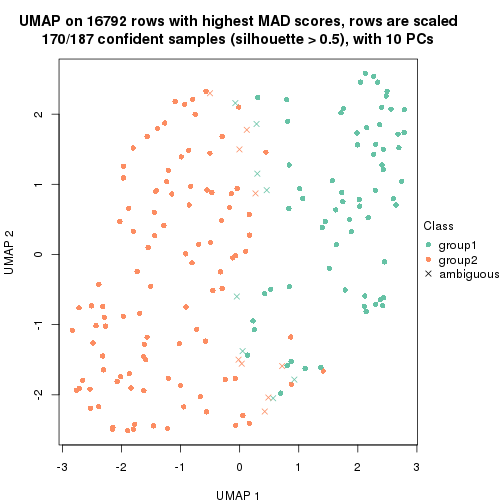 UMAP on 16792 rows with highest MAD scores, rows are scaled
170/187 confident samples (silhouette > 0.5), with 10 PCs
UMAP 2
2
1
0
-1
-2
-3
-2
-1
0
1
2
3
UMAP 1
Class
group1
group2
ambiguous